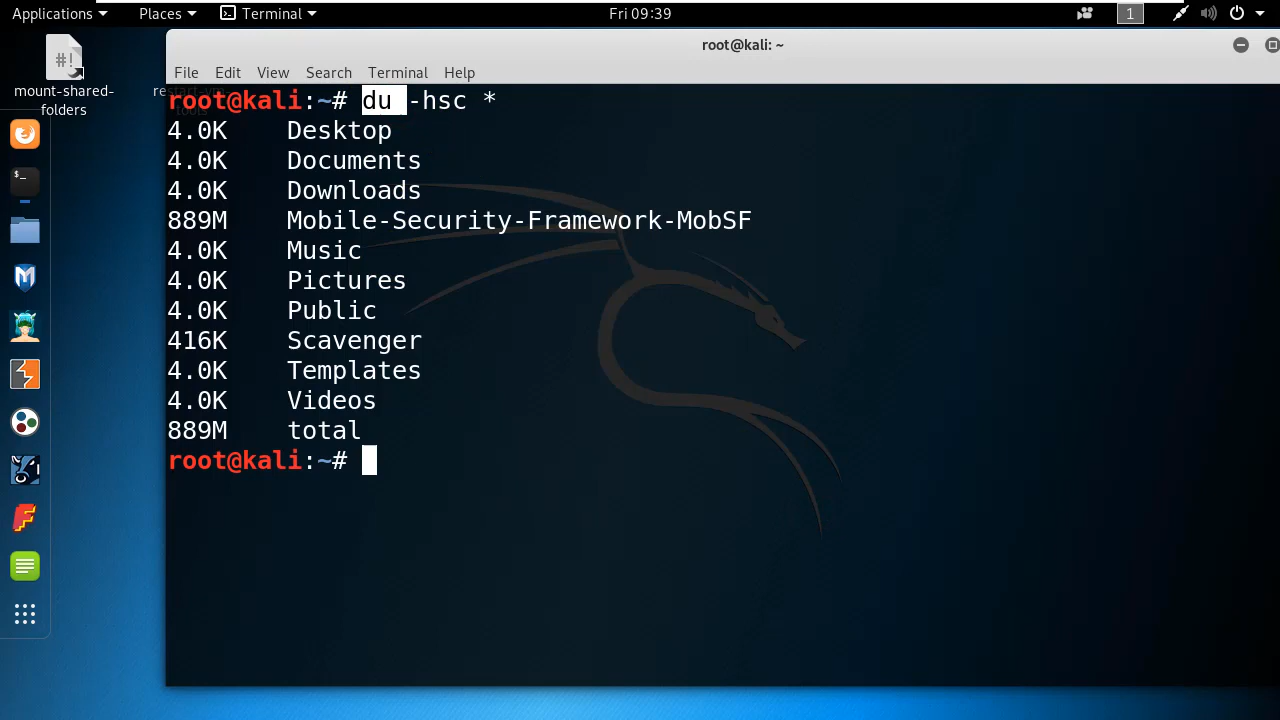 Applications Places Terminal Fri 09:39 1
#!
mount-shared-
folders
root@kali: ~
File Edit View Search Terminal Help
root@kali:~# du -hsc *
4.0K Desktop
4.0K Documents
4.0K Downloads
889M Mobile-Security-Framework-MobSF
4.0K Music
4.0K Pictures
4.0K Public
416K Scavenger
4.0K Templates
4.0K Videos
889M total
root@kali:~#